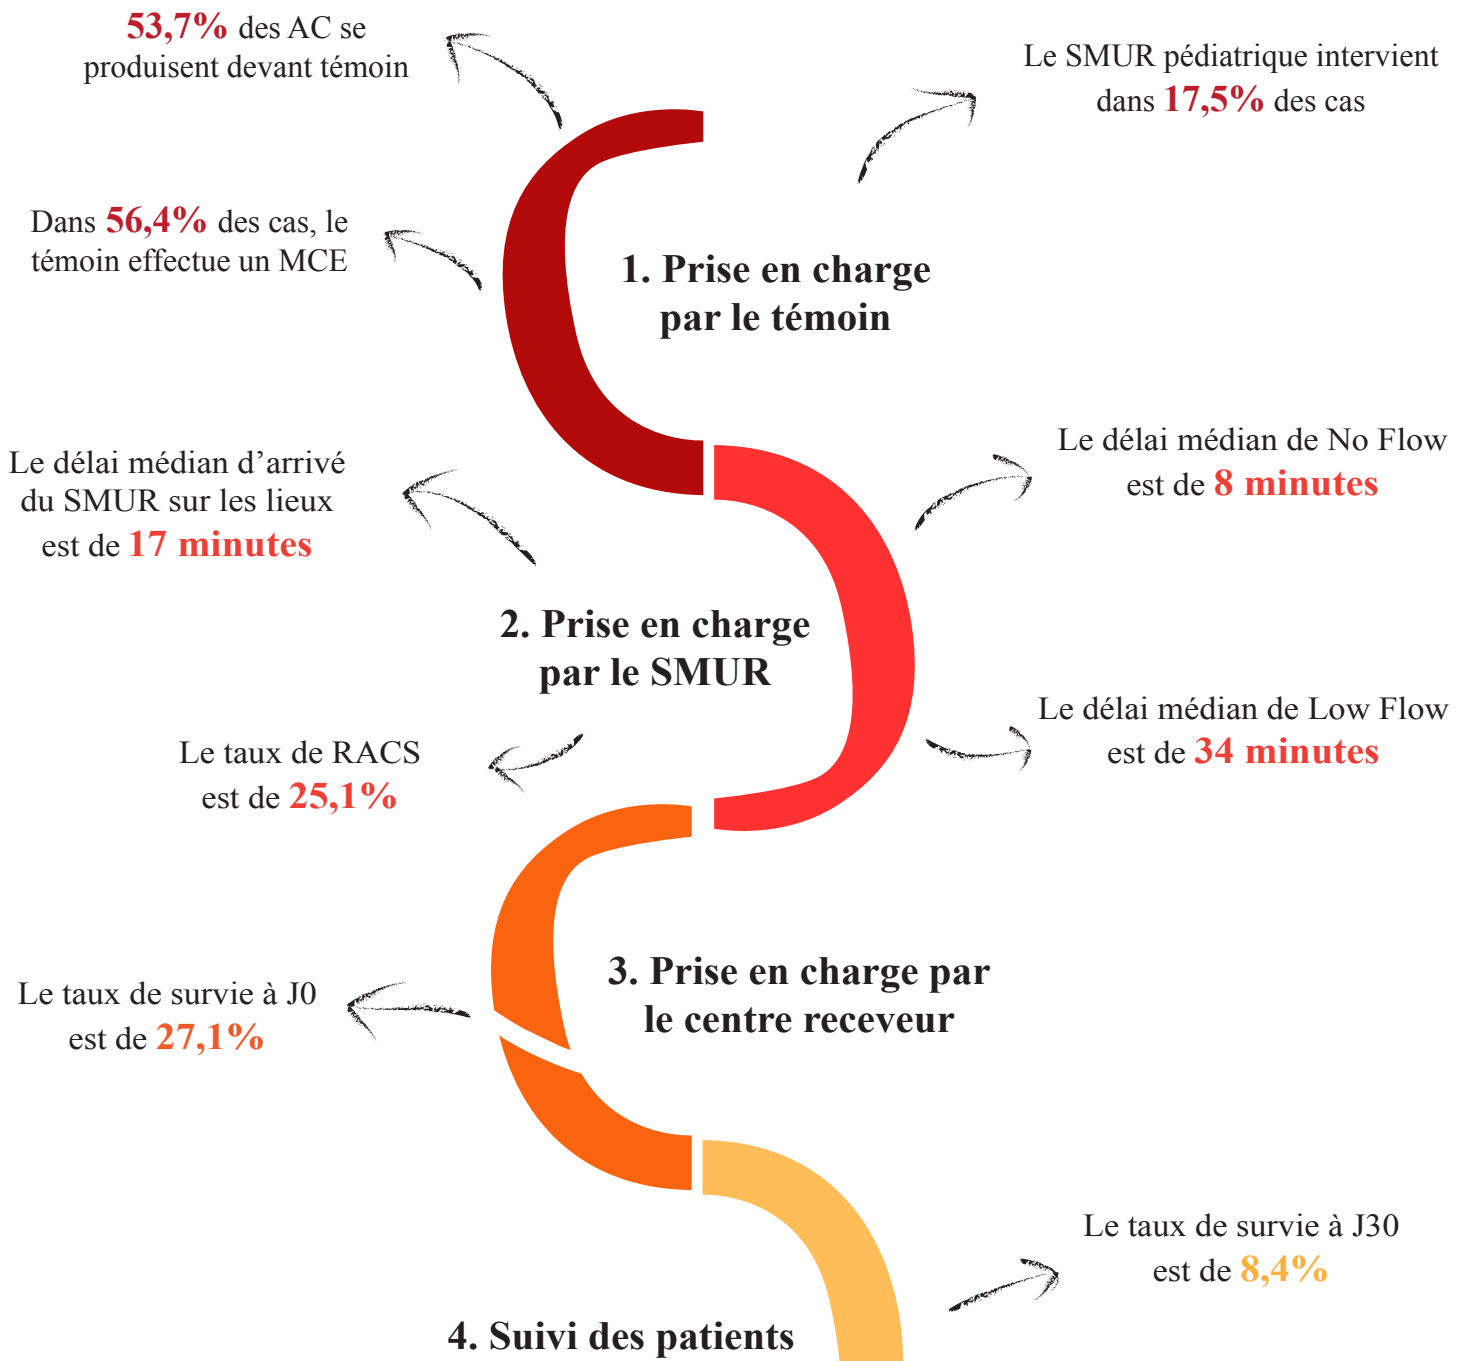 53,7% des AC se
produisent devant témoin
Le SMUR pédiatrique intervient
dans 17,5% des cas
Dans 56,4% des cas, le
témoin effectue un MCE
1. Prise en charge
par le témoin
Le délai médian d’arrivé
du SMUR sur les lieux
est de 17 minutes
Le délai médian de No Flow
est de 8 minutes
2. Prise en charge
par le SMUR
Le délai médian de Low Flow
est de 34 minutes
Le taux de RACS
est de 25,1%
3. Prise en charge par
le centre receveur
Le taux de survie à J0
est de 27,1%
Le taux de survie à J30
est de 8,4%
4. Suivi des patients